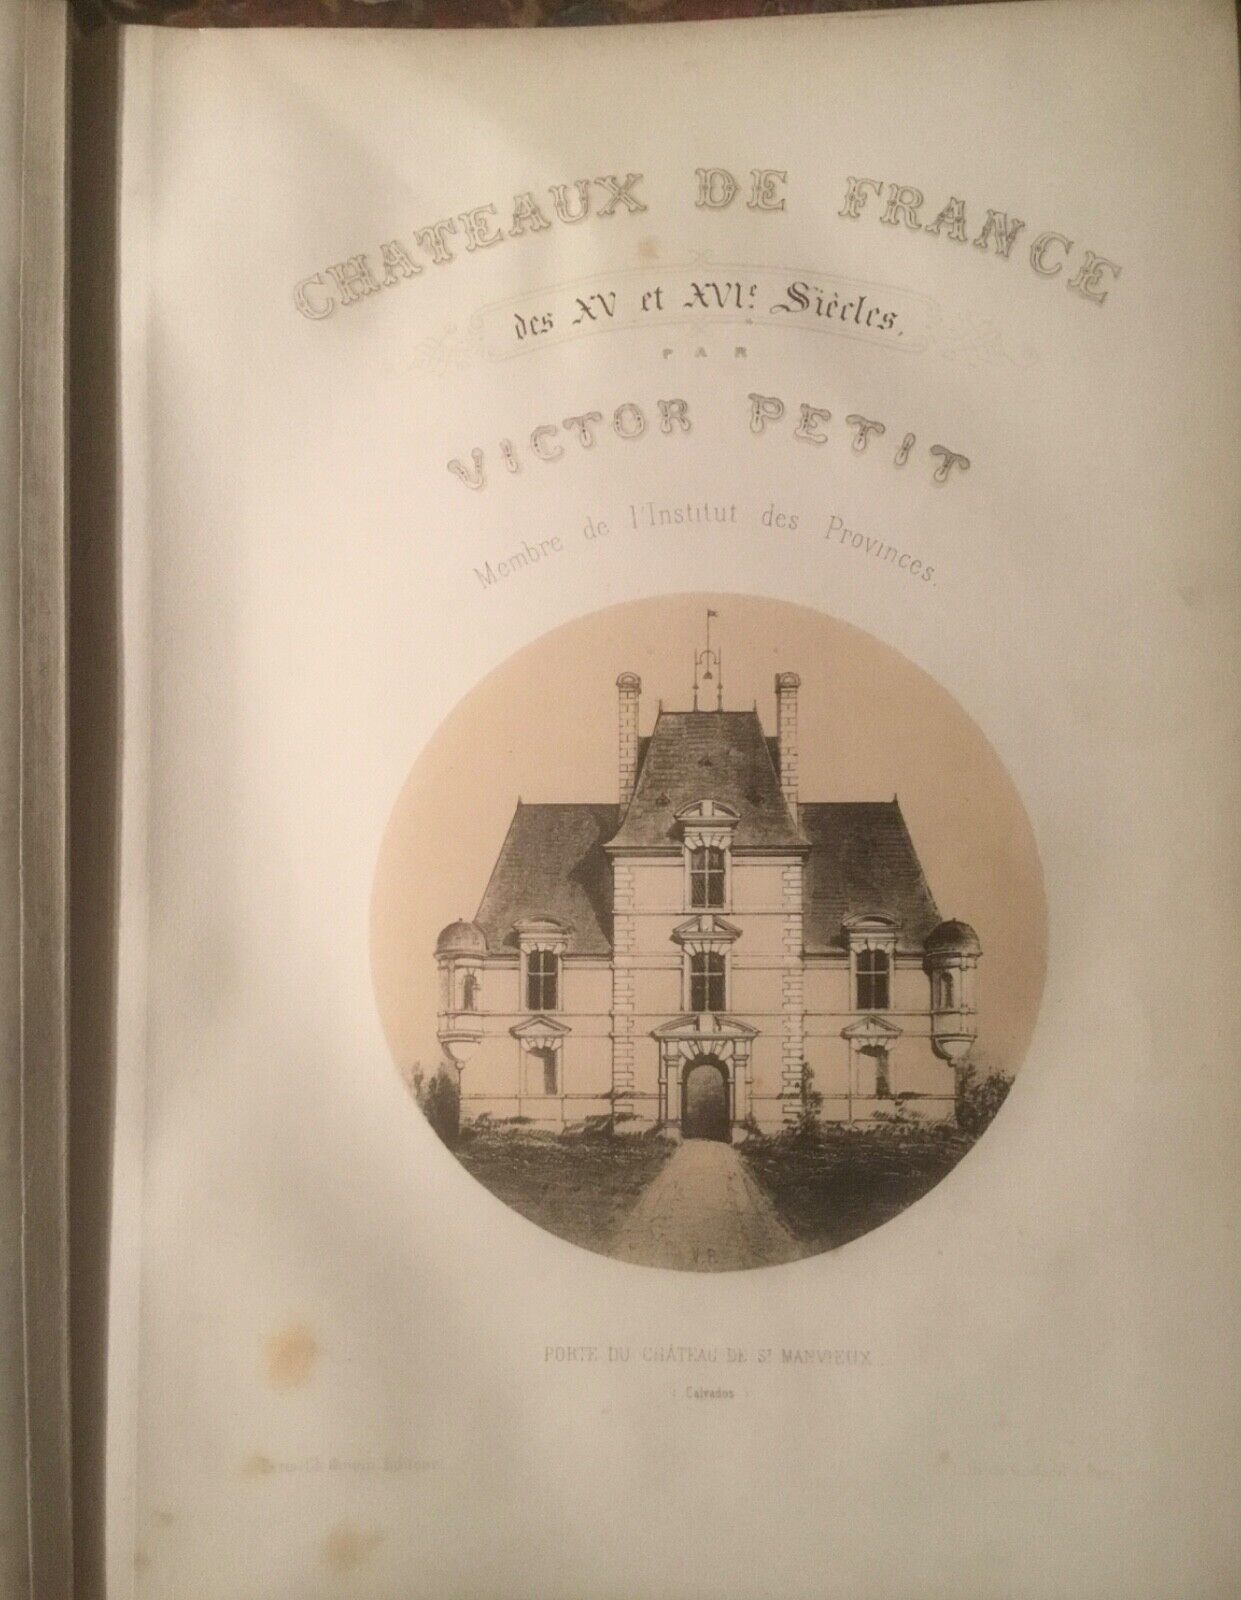 CHATEAUX DE FRANCE
des XV et XVIe Siècles.
PAR
VICTOR PETIT
Membre de l'Institut des Provinces.
V.P.
PORTE DU CHÂTEAU DE St MANVIEUX.
( Calvados )
Editeur